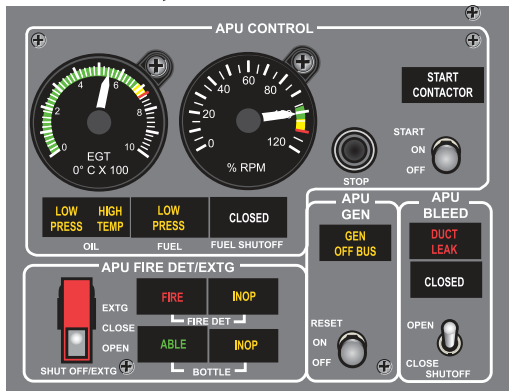 APU CONTROL
0
2
4
6
8
10
EGT
0° C X 100
0
20
40
60
80
120
% RPM
START
CONTACTOR
START
ON
OFF
STOP
LOW PRESS
HIGH TEMP
OIL
LOW PRESS
FUEL
CLOSED
FUEL SHUTOFF
APU FIRE DET/EXTG
EXTG
CLOSE
OPEN
SHUT OFF/EXTG
FIRE
INOP
FIRE DET
ABLE
INOP
BOTTLE
APU
GEN
GEN
OFF BUS
RESET
ON
OFF
APU
BLEED
DUCT
LEAK
CLOSED
OPEN
CLOSE
SHUTOFF